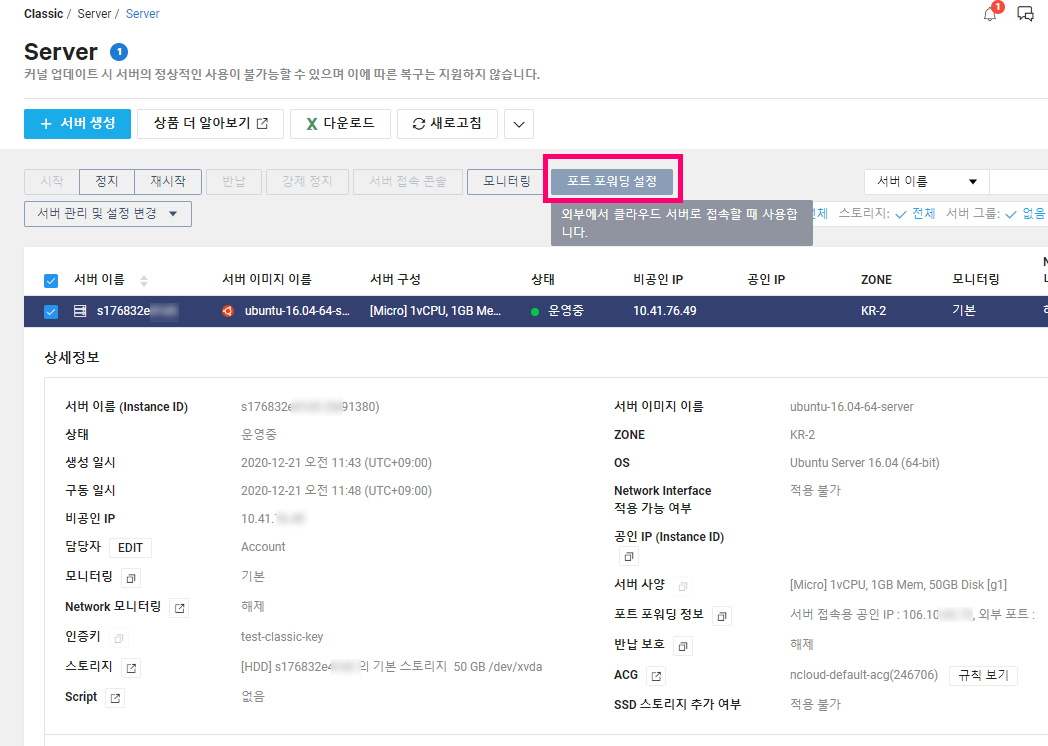 Classic / Server / Server
1
Server 1
커널 업데이트 시 서버의 정상적인 사용이 불가능할 수 있으며 이에 따른 복구는 지원하지 않습니다.
+ 서버 생성 상품 더 알아보기 다운로드 새로고침
시작 정지 재시작 반납 강제 정지 서버 접속 콘솔 모니터링 포트 포워딩 설정 서버 이름
서버 관리 및 설정 변경 외부에서 클라우드 서버로 접속할 때 사용합니다. 전체 스토리지: 전체 서버 그룹: 없음
서버 이름 서버 이미지 이름 서버 구성 상태 비공인 IP 공인 IP ZONE 모니터링
s176832e ubuntu-16.04-64-s... [Micro] 1vCPU, 1GB Me... 운영중 10.41.76.49 KR-2 기본
상세정보
서버 이름 (Instance ID) s176832e 91380) 서버 이미지 이름 ubuntu-16.04-64-server
상태 운영중 ZONE KR-2
생성 일시 2020-12-21 오전 11:43 (UTC+09:00) OS Ubuntu Server 16.04 (64-bit)
구동 일시 2020-12-21 오전 11:48 (UTC+09:00) Network Interface 적용 불가
적용 가능 여부
비공인 IP 10.41.
공인 IP (Instance ID)
담당자 EDIT Account
모니터링 기본 서버 사양 [Micro] 1vCPU, 1GB Mem, 50GB Disk [g1]
Network 모니터링 해제 포트 포워딩 정보 서버 접속용 공인 IP : 106.10 , 외부 포트 :
인증키 test-classic-key 반납 보호 해제
스토리지 [HDD] s176832e4 의 기본 스토리지 50 GB /dev/xvda ACG ncloud-default-acg(246706) 규칙 보기
Script 없음 SSD 스토리지 추가 여부 적용 불가